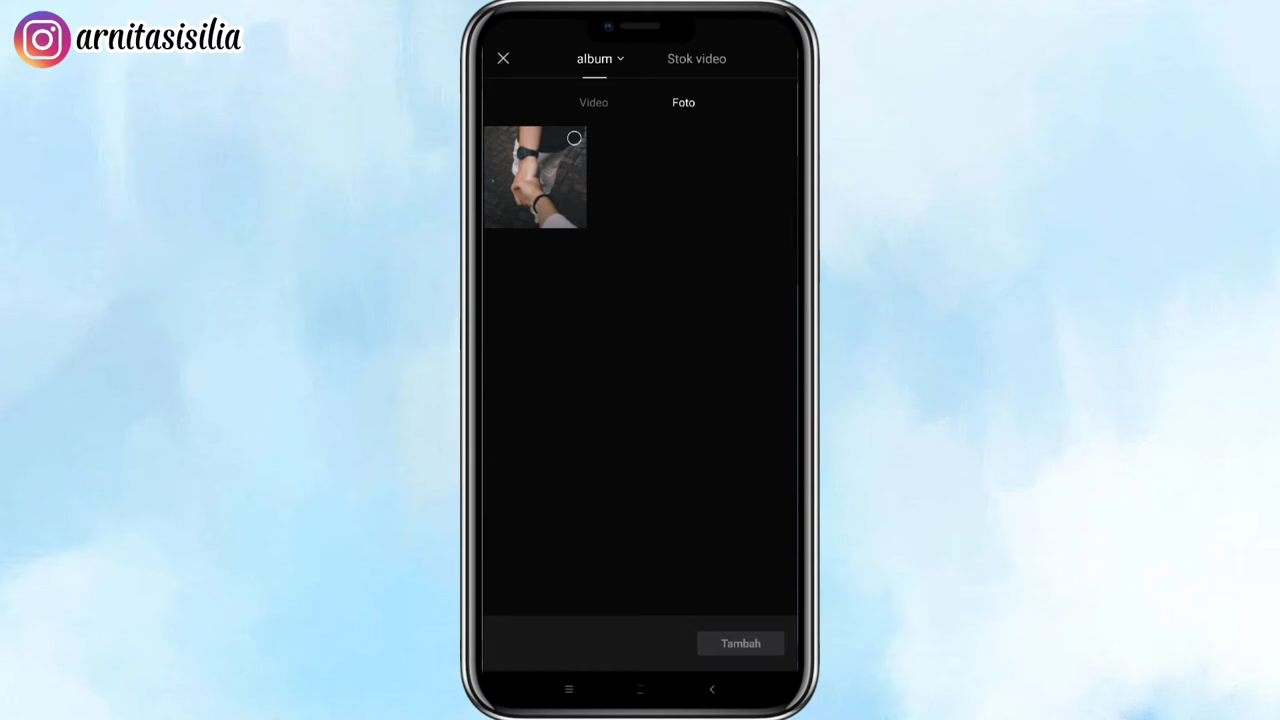 arnitasisilia
album
Stok video
Video
Foto
Tambah